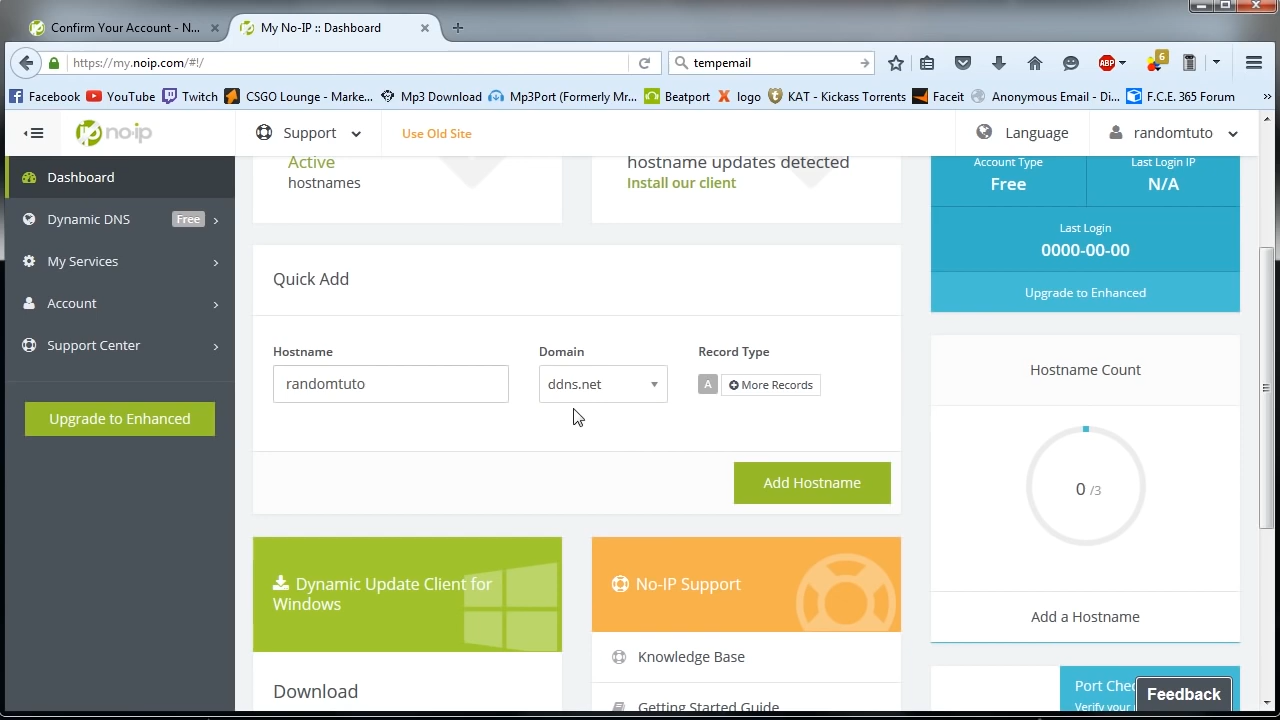 Confirm Your Account - N...
My No-IP :: Dashboard
https://my.noip.com/#!/
tempemail
ABP
6
Facebook
YouTube
Twitch
CSGO Lounge - Marke...
Mp3 Download
Mp3Port (Formerly Mr...
Beatport
logo
KAT - Kickass Torrents
Faceit
Anonymous Email - Di...
F.C.E. 365 Forum
no-ip
Support
Use Old Site
Language
randomtuto
Dashboard
Dynamic DNS
Free
My Services
Account
Support Center
Upgrade to Enhanced
Active
hostnames
hostname updates detected
Install our client
Account Type
Free
Last Login IP
N/A
Last Login
0000-00-00
Upgrade to Enhanced
Quick Add
Hostname
Domain
Record Type
randomtuto
ddns.net
A
More Records
Add Hostname
Hostname Count
0 /3
Add a Hostname
Dynamic Update Client for
Windows
Download
No-IP Support
Knowledge Base
Getting Started Guide
Verify your
Feedback